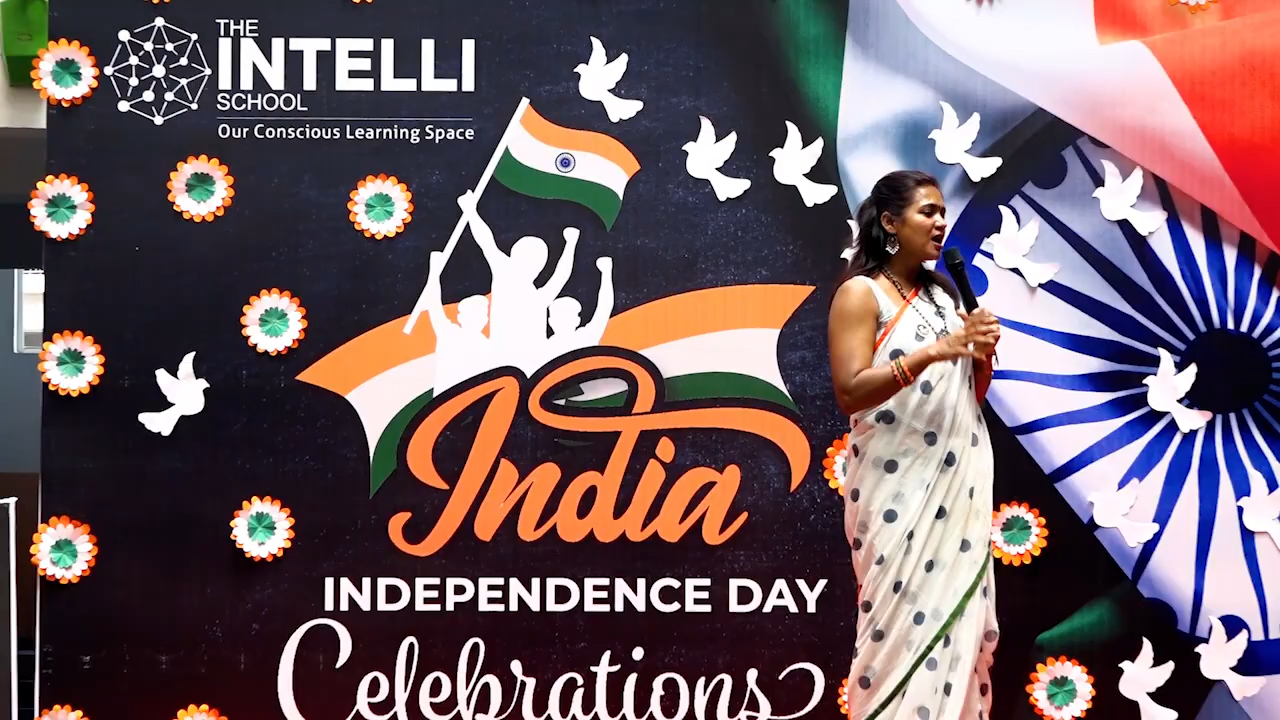 THE
INTELLI
SCHOOL
Our Conscious Learning Space
India
INDEPENDENCE DAY
Celebrations